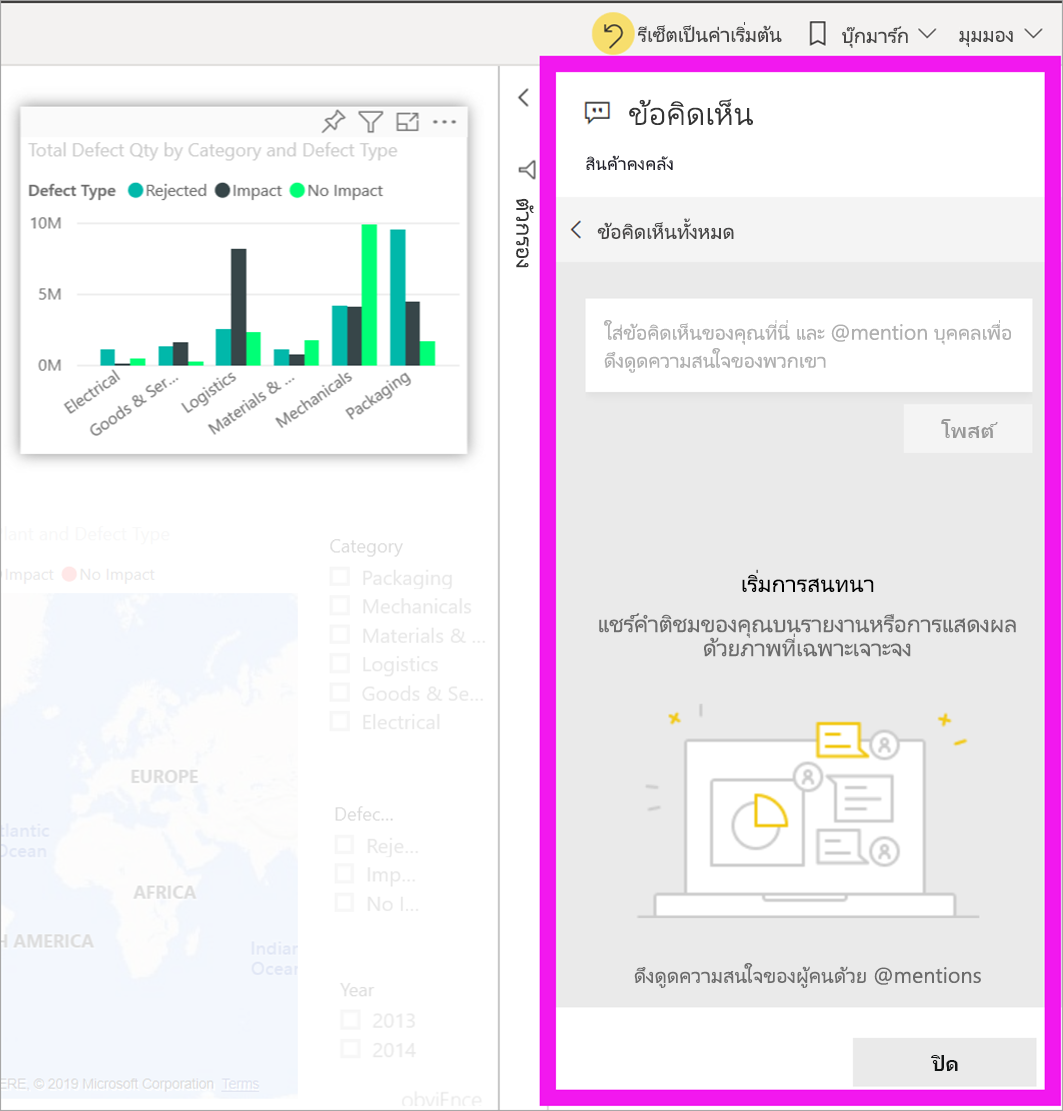 รีเซ็ตเป็นค่าเริ่มต้น
บุ๊กมาร์ก
มุมมอง
Total Defect Qty by Category and Defect Type
Defect Type Rejected Impact No Impact
10M
5M
0M
Electrical
Goods & Ser...
Logistics
Materials & ...
Mechanicals
Packaging
lant and Defect Type
Impact No Impact
EUROPE
tlantic
Ocean
AFRICA
H AMERICA
Indian
Ocean
ERE, © 2019 Microsoft Corporation Terms
Category
Packaging
Mechanicals
Materials & ...
Logistics
Goods & Se...
Electrical
Defec...
Reje...
Imp...
No I...
Year
2013
2014
obviEnce
ตัวกรอง
ข้อคิดเห็น
สินค้าคงคลัง
ข้อคิดเห็นทั้งหมด
ใส่ข้อคิดเห็นของคุณที่นี่ และ @mention บุคคลเพื่อ
ดึงดูดความสนใจของพวกเขา
โพสต์
เริ่มการสนทนา
แชร์คำติชมของคุณบนรายงานหรือการแสดงผล
ด้วยภาพที่เฉพาะเจาะจง
ดึงดูดความสนใจของผู้คนด้วย @mentions
ปิด